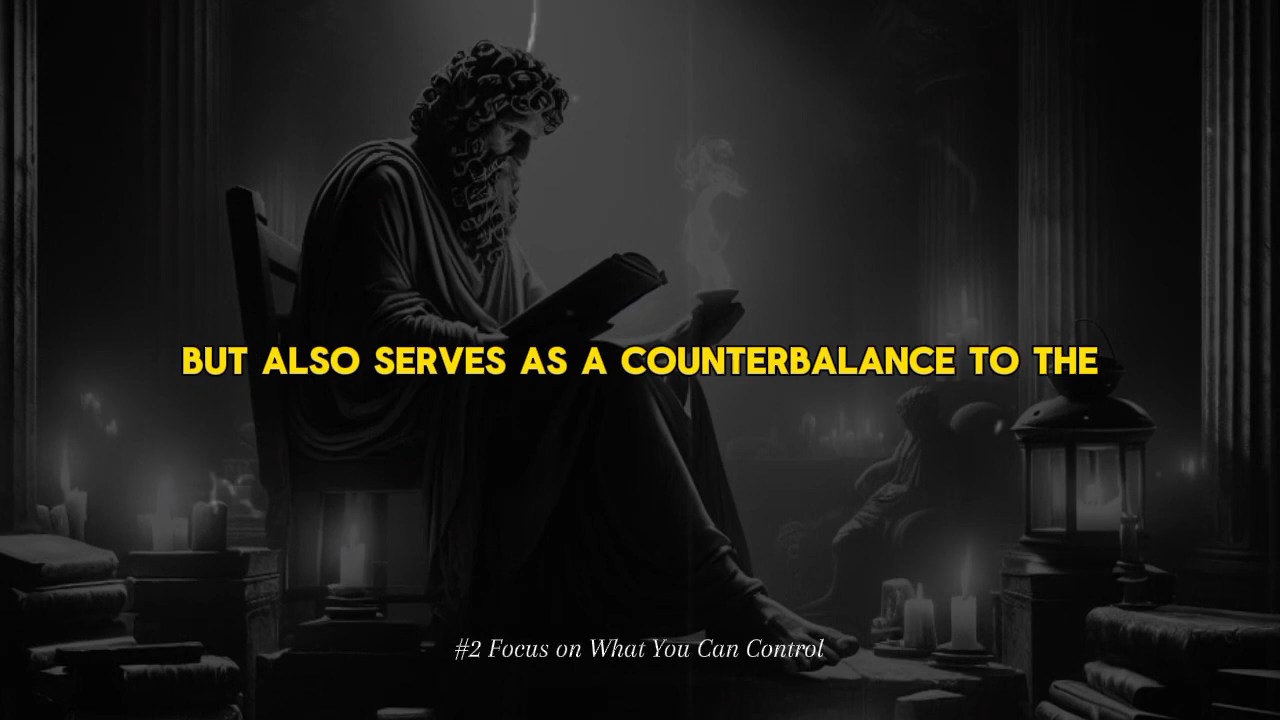 BUT ALSO SERVES AS A COUNTERBALANCE TO THE
#2 Focus on What You Can Control